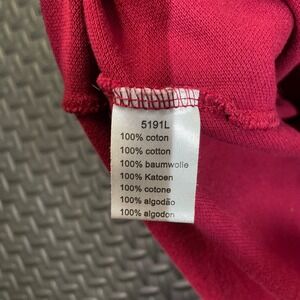 5191L
100% coton
100% cotton
100% baumwolle
100% Katoen
100% cotone
100% algodão
100% algodon